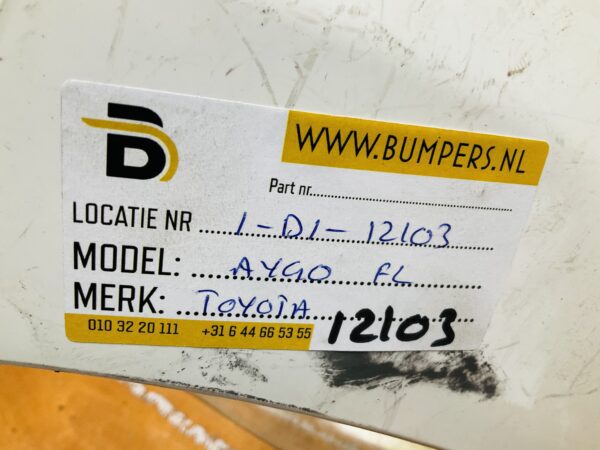 B
WWW.BUMPERS.NL
Part nr.
LOCATIE NR 1-D1-12103
MODEL: AYGO FL
MERK: TOYOTA
010 32 20 111 +31 6 44 66 53 55
12103